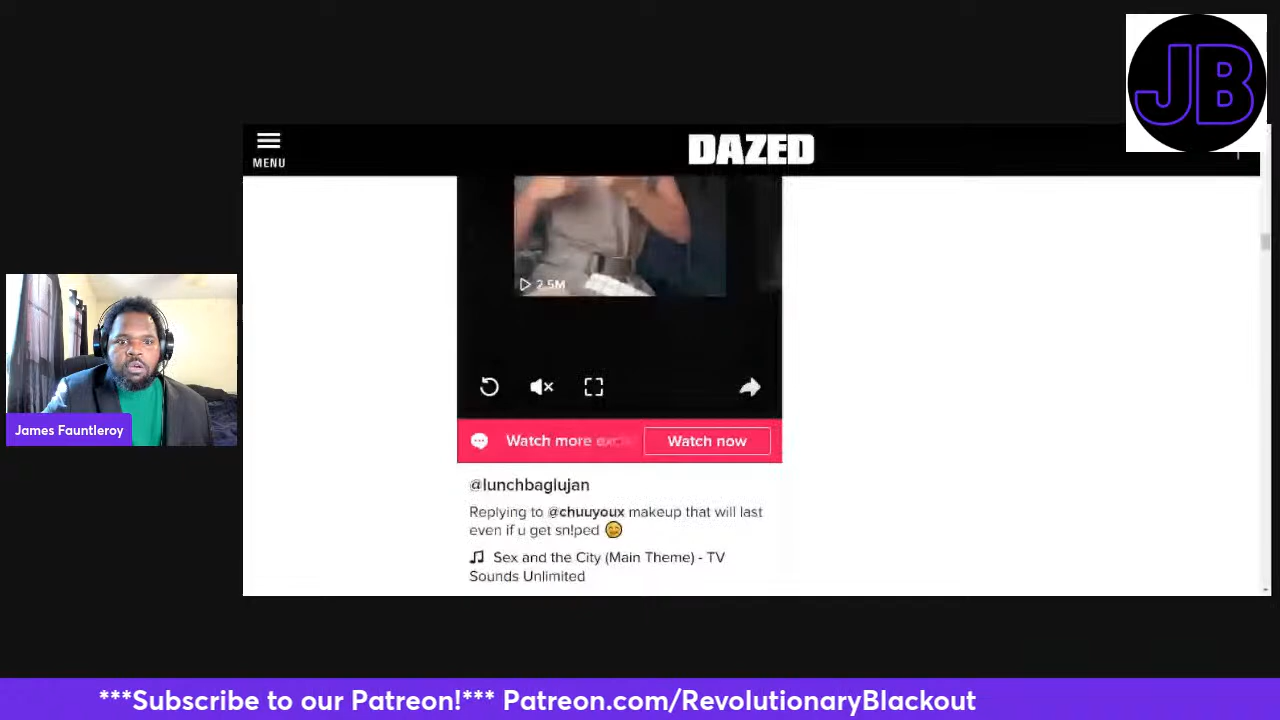 JB
MENU
DAZED
2.5M
Watch more
Watch now
@lunchbaglujan
Replying to @chuuyoux makeup that will last
even if u get sn!ped 😊
Sex and the City (Main Theme) - TV
Sounds Unlimited
James Fauntleroy
***Subscribe to our Patreon!*** Patreon.com/RevolutionaryBlackout